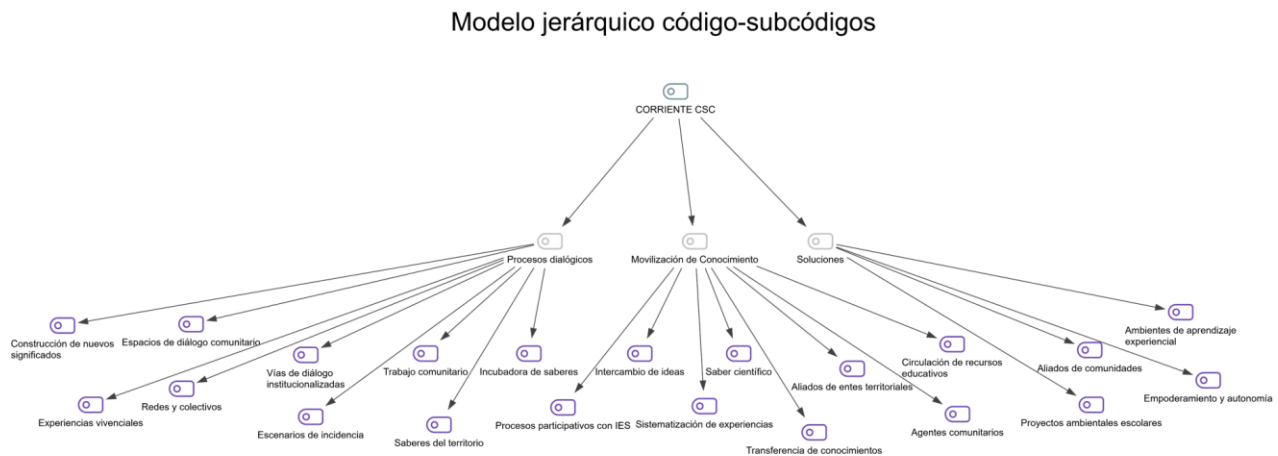 Modelo jerárquico código-subcódigos
CORRIENTE CSC
Procesos dialógicos
Movilización de Conocimiento
Soluciones
Construcción de nuevos
significados
Espacios de diálogo comunitario
Vías de diálogo
institucionalizadas
Trabajo comunitario
Incubadora de saberes
Intercambio de ideas
Saber científico
Aliados de entes territoriales
Circulación de recursos
educativos
Aliados de comunidades
Ambientes de aprendizaje
experiencial
Experiencias vivenciales
Redes y colectivos
Escenarios de incidencia
Saberes del territorio
Procesos participativos con IES
Sistematización de experiencias
Transferencia de conocimientos
Agentes comunitarios
Proyectos ambientales escolares
Empoderamiento y autonomía